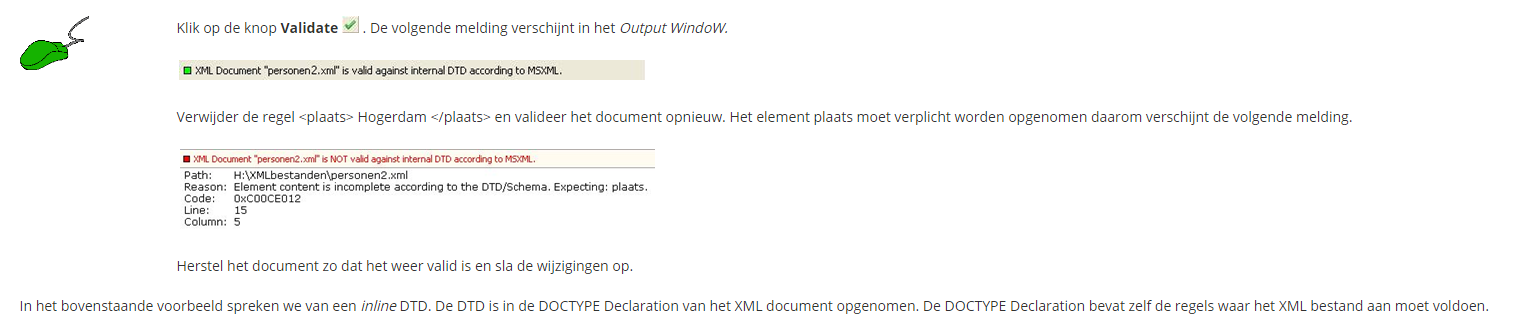 Klik op de knop Validate . De volgende melding verschijnt in het Output WindoW.
XML Document "personen2.xml" is valid against internal DTD according to MSXML.
Verwijder de regel <plaats> Hogerdam </plaats> en valideer het document opnieuw. Het element plaats moet verplicht worden opgenomen daarom verschijnt de volgende melding.
XML Document "personen2.xml" is NOT valid against internal DTD according to MSXML.
Path: H:\XMLbestanden\personen2.xml
Reason: Element content is incomplete according to the DTD/Schema. Expecting: plaats.
Code: 0xC00CE012
Line: 15
Column: 5
Herstel het document zo dat het weer valid is en sla de wijzigingen op.
In het bovenstaande voorbeeld spreken we van een inline DTD. De DTD is in de DOCTYPE Declaration van het XML document opgenomen. De DOCTYPE Declaration bevat zelf de regels waar het XML bestand aan moet voldoen.